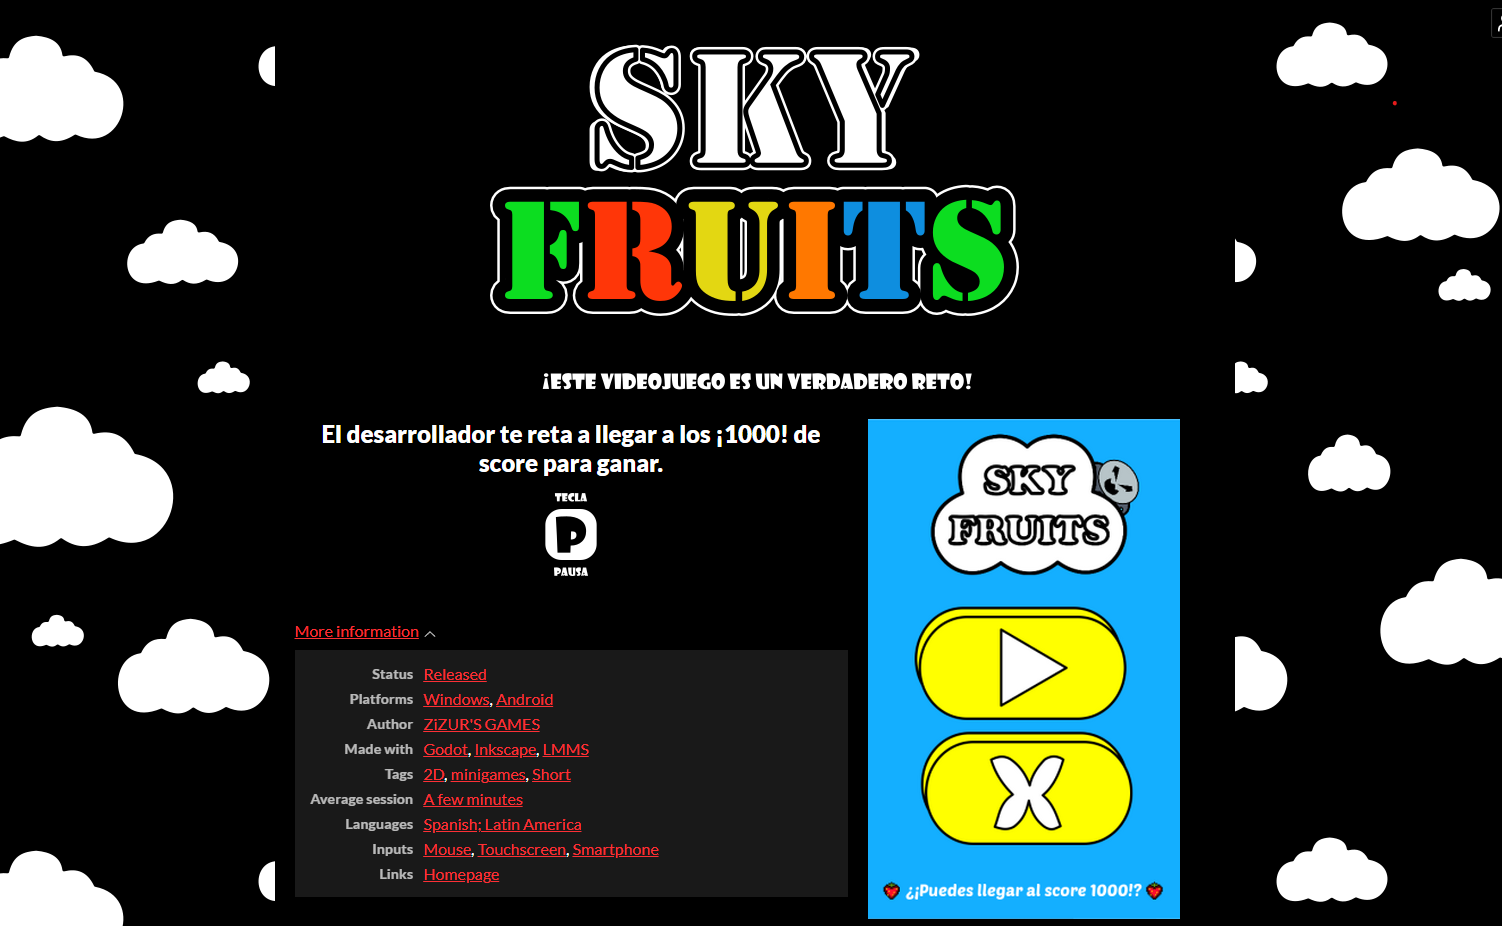 SKY
FRUITS
¡ESTE VIDEOJUEGO ES UN VERDADERO RETO!
El desarrollador te reta a llegar a los ¡1000! de
score para ganar.
TECLA
P
PAUSA
More information
Status Released
Platforms Windows, Android
Author ZiZUR'S GAMES
Made with Godot, Inkscape, LMMS
Tags 2D, minigames, Short
Average session A few minutes
Languages Spanish; Latin America
Inputs Mouse, Touchscreen, Smartphone
Links Homepage
SKY
FRUITS
X
¿¡Puedes llegar al score 1000!?